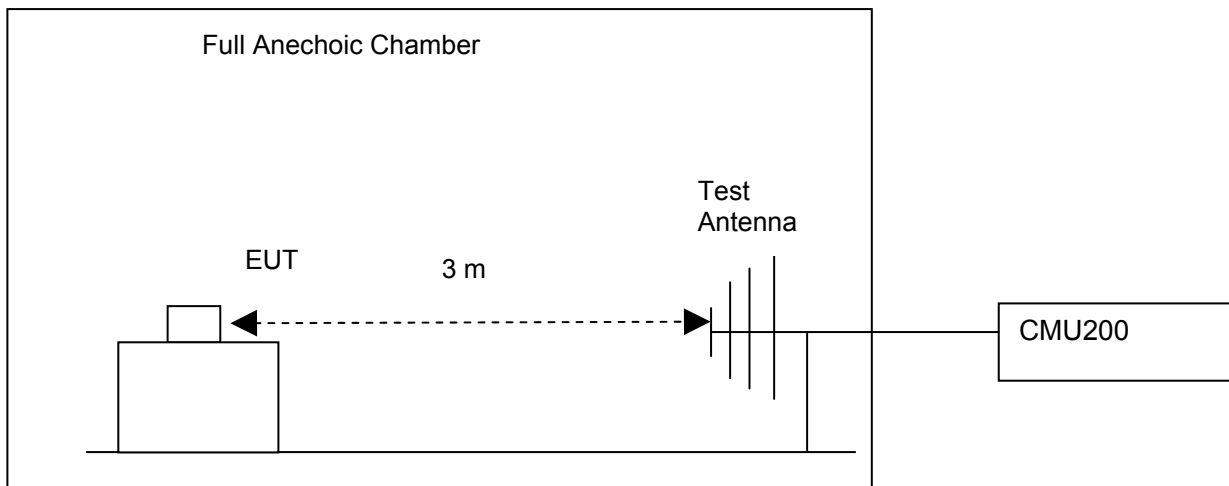 Full Anechoic Chamber
Test
Antenna
EUT
3 m
CMU200